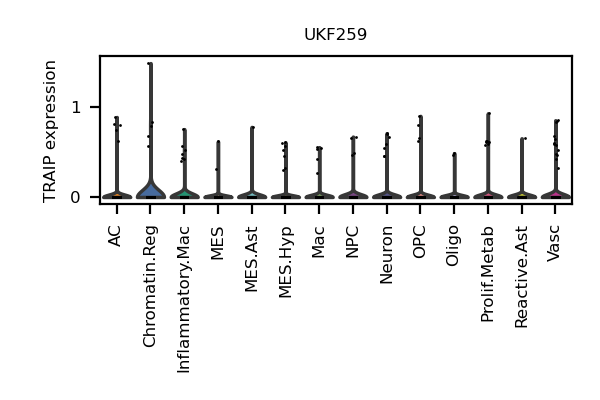 UKF259
TRAIP expression
1
0
AC
Chromatin.Reg
Inflammatory.Mac
MES
MES.Ast
MES.Hyp
Mac
NPC
Neuron
OPC
Oligo
Prolif.Metab
Reactive.Ast
Vasc